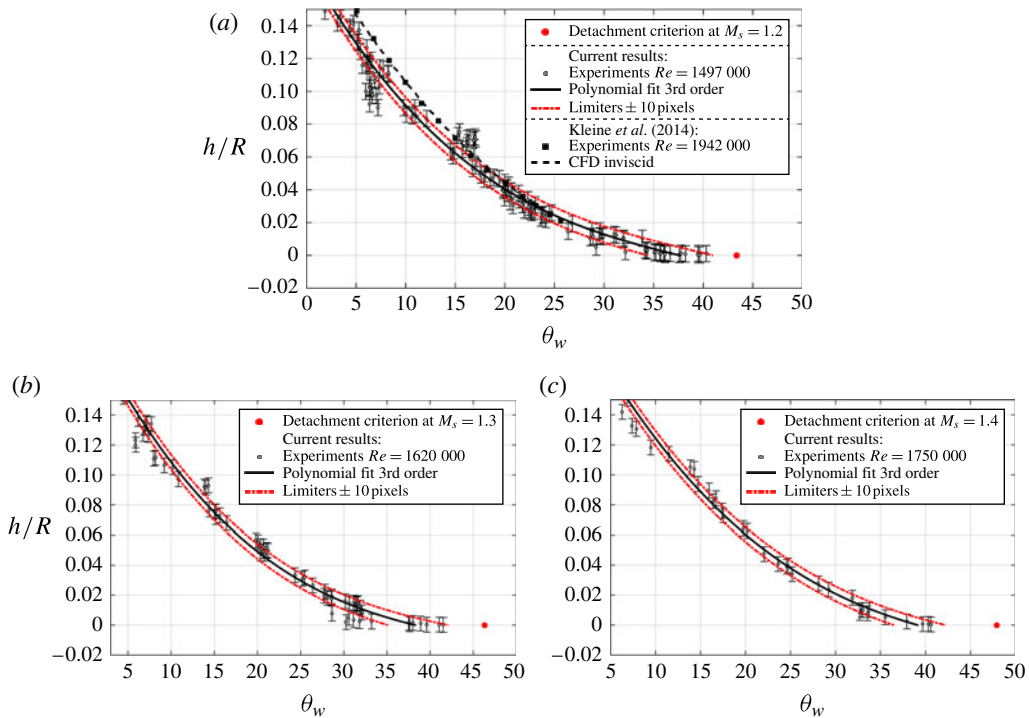 (a)
0.14
0.12
0.10
0.08
0.06
0.04
0.02
0
−0.02
h/R
0 5 10 15 20 25 30 35 40 45 50
θw
Detachment criterion at Ms = 1.2
Current results:
Experiments Re = 1497 000
Polynomial fit 3rd order
Limiters ± 10 pixels
Kleine et al. (2014):
Experiments Re = 1942 000
CFD inviscid
(b)
0.14
0.12
0.10
0.08
0.06
0.04
0.02
0
−0.02
h/R
5 10 15 20 25 30 35 40 45 50
θw
Detachment criterion at Ms = 1.3
Current results:
Experiments Re = 1620 000
Polynomial fit 3rd order
Limiters ± 10 pixels
(c)
0.14
0.12
0.10
0.08
0.06
0.04
0.02
0
−0.02
h/R
5 10 15 20 25 30 35 40 45 50
θw
Detachment criterion at Ms = 1.4
Current results:
Experiments Re = 1750 000
Polynomial fit 3rd order
Limiters ± 10 pixels